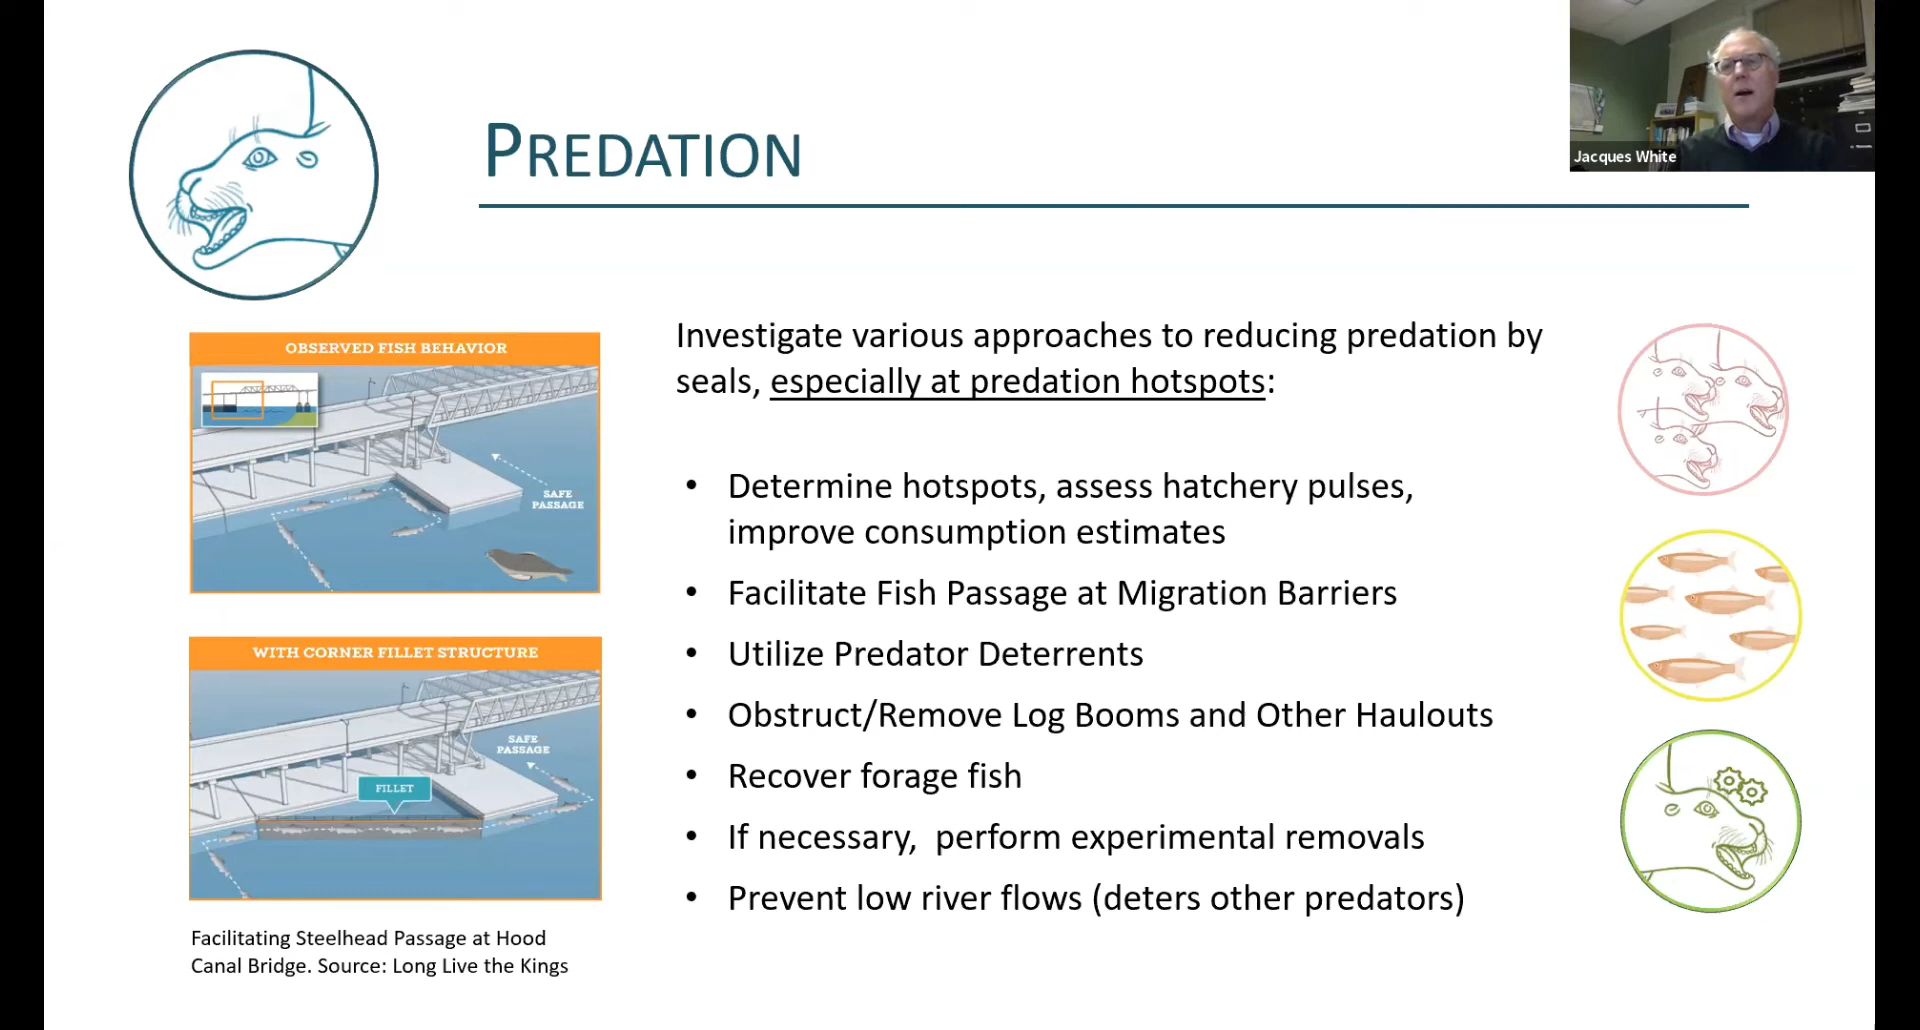 Jacques White
PREDATION
OBSERVED FISH BEHAVIOR
SAFE
PASSAGE
WITH CORNER FILLET STRUCTURE
SAFE
PASSAGE
FILLET
Facilitating Steelhead Passage at Hood
Canal Bridge. Source: Long Live the Kings
Investigate various approaches to reducing predation by
seals, especially at predation hotspots:
• Determine hotspots, assess hatchery pulses,
improve consumption estimates
• Facilitate Fish Passage at Migration Barriers
• Utilize Predator Deterrents
• Obstruct/Remove Log Booms and Other Haulouts
• Recover forage fish
• If necessary, perform experimental removals
• Prevent low river flows (deters other predators)